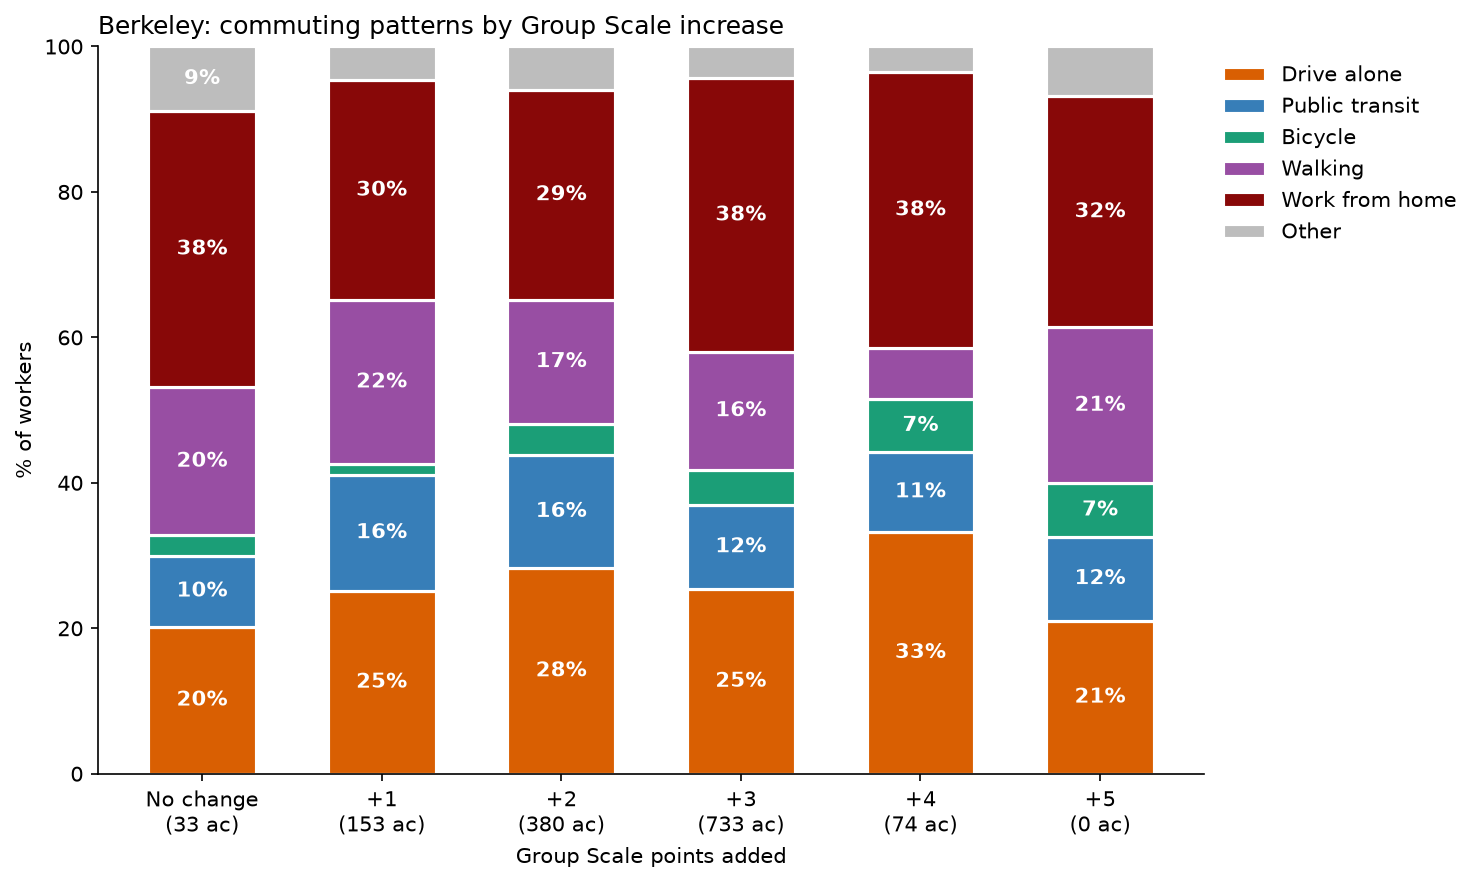 Berkeley: commuting patterns by Group Scale increase
100
80
60
40
20
0
% of workers
9%
38%
20%
10%
20%
30%
22%
16%
25%
29%
17%
16%
28%
38%
16%
12%
25%
38%
7%
11%
33%
32%
21%
7%
12%
21%
No change
(33 ac)
+1
(153 ac)
+2
(380 ac)
+3
(733 ac)
+4
(74 ac)
+5
(0 ac)
Group Scale points added
Drive alone
Public transit
Bicycle
Walking
Work from home
Other